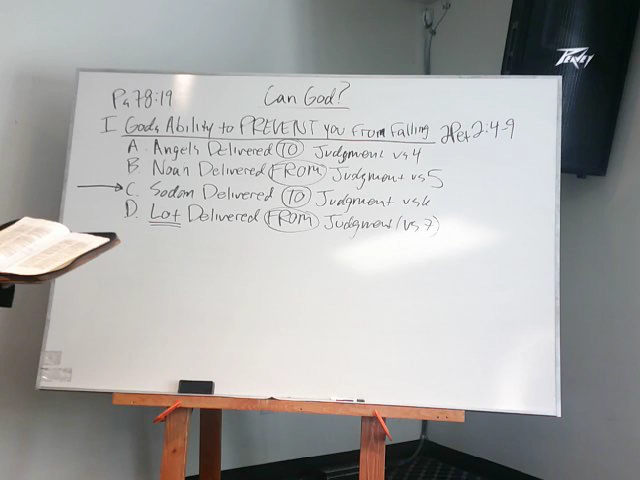 Ps 78:19 Can God?
I Gods Ability to PREVENT you From Falling 2Pet 2:4-9
A. Angels Delivered TO Judgment vs 4
B. Noah Delivered FROM Judgment vs 5
→ C. Sodom Delivered TO Judgment vs 6
D. Lot Delivered FROM Judgment (vs 7)
PEAVEY